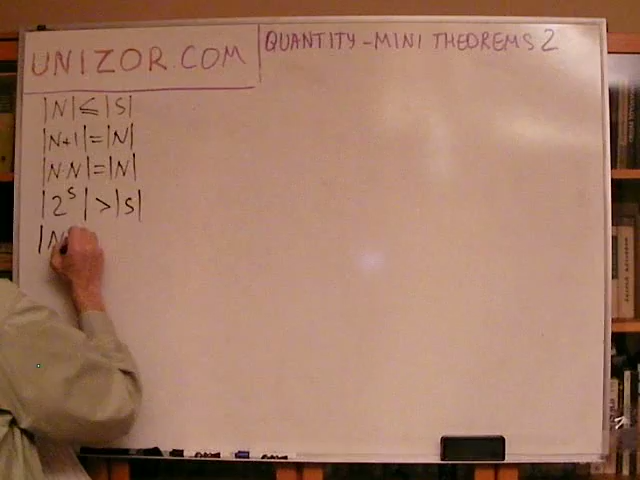 UNIZOR.COM
QUANTITY - MINI THEOREMS 2
|N| ≤ |S|
|N+1| = |N|
|N·N| = |N|
|2^S| > |S|
|N